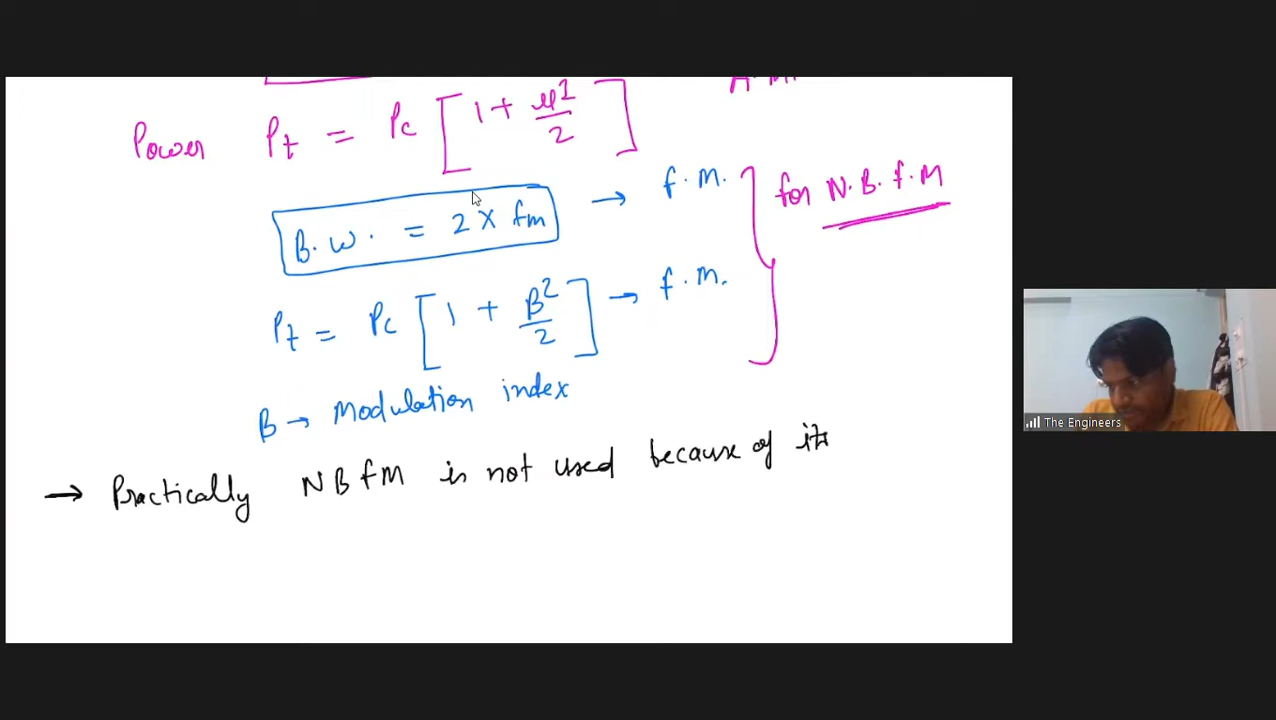 Power Pt = Pc [1 + μ²/2] A.M.
B.W. = 2 x fm → f.M.
for N.B.f.M
Pt = Pc [1 + β²/2] → f.M.
β → Modulation index
→ Practically NBFM is not used because of its
The Engineers